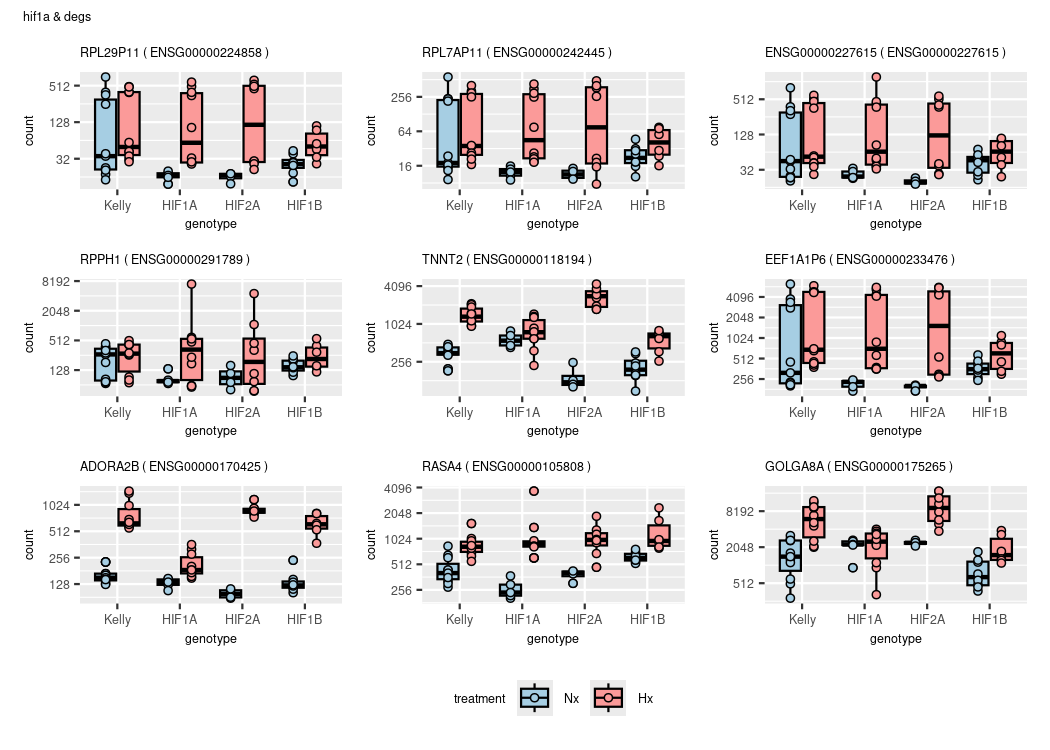 hif1a & degs
RPL29P11 ( ENSG00000224858 )
RPL7AP11 ( ENSG00000242445 )
ENSG00000227615 ( ENSG00000227615 )
count
512
128
32
count
256
64
16
count
512
128
32
Kelly HIF1A HIF2A HIF1B
Kelly HIF1A HIF2A HIF1B
Kelly HIF1A HIF2A HIF1B
genotype
genotype
genotype
RPPH1 ( ENSG00000291789 )
TNNT2 ( ENSG00000118194 )
EEF1A1P6 ( ENSG00000233476 )
count
8192
2048
512
128
count
4096
1024
256
count
4096
2048
1024
512
256
Kelly HIF1A HIF2A HIF1B
Kelly HIF1A HIF2A HIF1B
Kelly HIF1A HIF2A HIF1B
genotype
genotype
genotype
ADORA2B ( ENSG00000170425 )
RASA4 ( ENSG00000105808 )
GOLGA8A ( ENSG00000175265 )
count
1024
512
256
128
count
4096
2048
1024
512
256
count
8192
2048
512
Kelly HIF1A HIF2A HIF1B
Kelly HIF1A HIF2A HIF1B
Kelly HIF1A HIF2A HIF1B
genotype
genotype
genotype
treatment Nx Hx